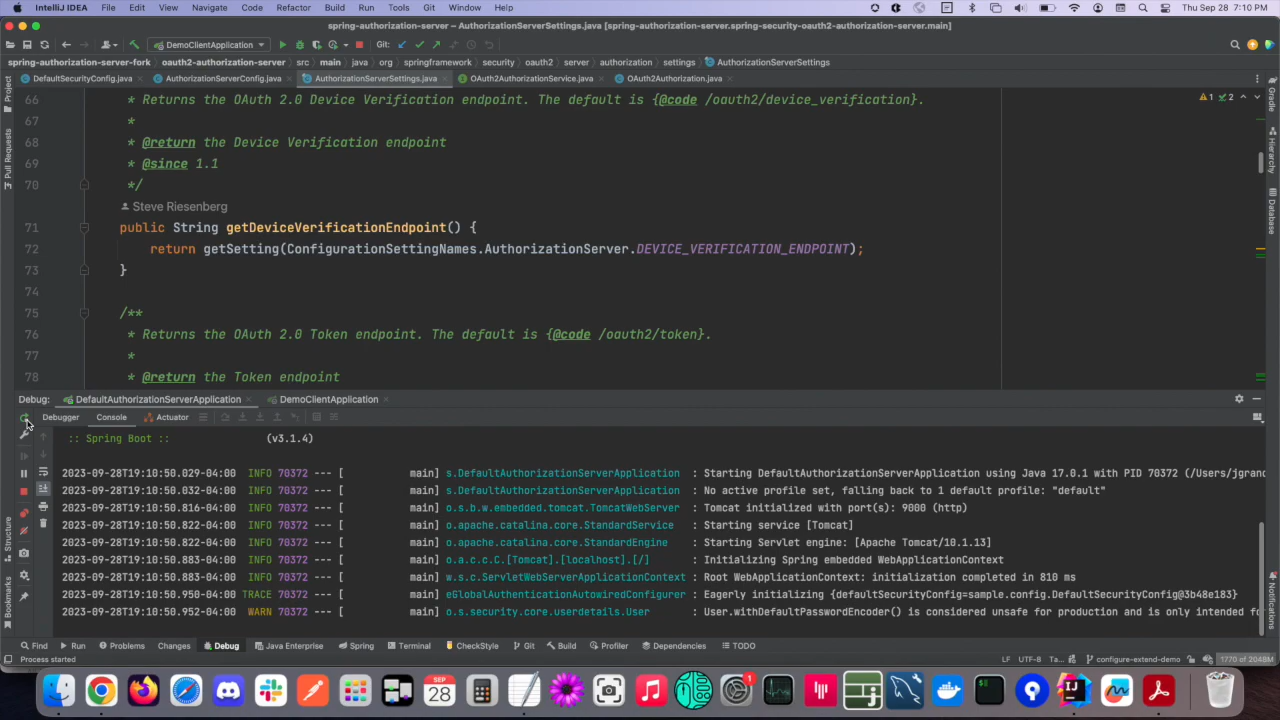 IntelliJ IDEA File Edit View Navigate Code Refactor Build Run Tools Git Window Help Thu Sep 28 7:10 PM
spring-authorization-server – AuthorizationServerSettings.java [spring-authorization-server.spring-security-oauth2-authorization-server.main]
DemoClientApplication Git:
spring-authorization-server-fork oauth2-authorization-server src main java org springframework security oauth2 server authorization settings AuthorizationServerSettings
DefaultSecurityConfig.java AuthorizationServerConfig.java AuthorizationServerSettings.java OAuth2AuthorizationService.java OAuth2Authorization.java
Project
Pull Requests
Structure
Bookmarks
Gradle
Hierarchy
Database
Notifications
1 2
66 * Returns the OAuth 2.0 Device Verification endpoint. The default is {@code /oauth2/device_verification}.
67 *
68 * @return the Device Verification endpoint
69 * @since 1.1
70 */
Steve Riesenberg
71 public String getDeviceVerificationEndpoint() {
72 return getSetting(ConfigurationSettingNames.AuthorizationServer.DEVICE_VERIFICATION_ENDPOINT);
73 }
74
75 /**
76 * Returns the OAuth 2.0 Token endpoint. The default is {@code /oauth2/token}.
77 *
78 * @return the Token endpoint
Debug: DefaultAuthorizationServerApplication DemoClientApplication
Debugger Console Actuator
:: Spring Boot :: (v3.1.4)
2023-09-28T19:10:50.029-04:00 INFO 70372 --- [ main] s.DefaultAuthorizationServerApplication : Starting DefaultAuthorizationServerApplication using Java 17.0.1 with PID 70372 (/Users/jgrand
2023-09-28T19:10:50.032-04:00 INFO 70372 --- [ main] s.DefaultAuthorizationServerApplication : No active profile set, falling back to 1 default profile: "default"
2023-09-28T19:10:50.816-04:00 INFO 70372 --- [ main] o.s.b.w.embedded.tomcat.TomcatWebServer : Tomcat initialized with port(s): 9000 (http)
2023-09-28T19:10:50.822-04:00 INFO 70372 --- [ main] o.apache.catalina.core.StandardService : Starting service [Tomcat]
2023-09-28T19:10:50.822-04:00 INFO 70372 --- [ main] o.apache.catalina.core.StandardEngine : Starting Servlet engine: [Apache Tomcat/10.1.13]
2023-09-28T19:10:50.883-04:00 INFO 70372 --- [ main] o.a.c.c.C.[Tomcat].[localhost].[/] : Initializing Spring embedded WebApplicationContext
2023-09-28T19:10:50.883-04:00 INFO 70372 --- [ main] w.s.c.ServletWebServerApplicationContext : Root WebApplicationContext: initialization completed in 810 ms
2023-09-28T19:10:50.950-04:00 TRACE 70372 --- [ main] eGlobalAuthenticationAutowiredConfigurer : Eagerly initializing {defaultSecurityConfig=sample.config.DefaultSecurityConfig@3b48e183}
2023-09-28T19:10:50.952-04:00 WARN 70372 --- [ main] o.s.security.core.userdetails.User : User.withDefaultPasswordEncoder() is considered unsafe for production and is only intended fo
Find Run Problems Changes Debug Java Enterprise Spring Terminal CheckStyle Git Build Profiler Dependencies TODO
Process started LF UTF-8 Ta... configure-extend-demo 1770 of 2048M
SEP
28
1